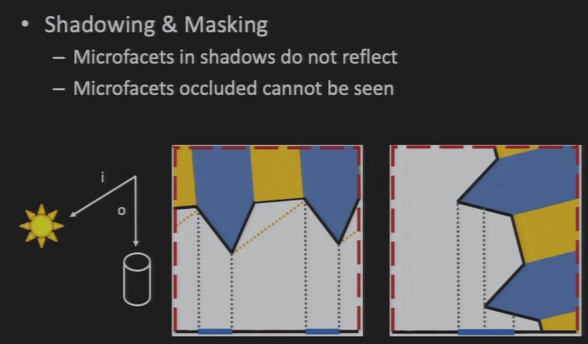 • Shadowing & Masking
– Microfacets in shadows do not reflect
– Microfacets occluded cannot be seen
i
o